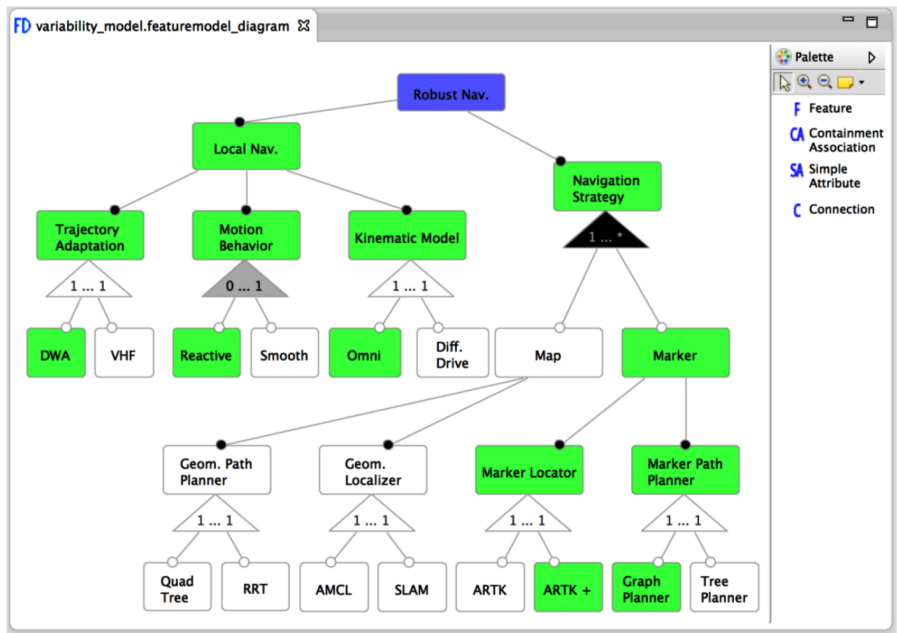 FD variability_model.featuremodel_diagram
Palette
Robust Nav.
F Feature
CA Containment
Association
SA Simple
Attribute
C Connection
Local Nav.
Navigation
Strategy
1 ... *
Trajectory
Adaptation
1 ... 1
Motion
Behavior
0 ... 1
Kinematic Model
1 ... 1
DWA
VHF
Reactive
Smooth
Omni
Diff.
Drive
Map
Marker
Geom. Path
Planner
1 ... 1
Geom.
Localizer
1 ... 1
Marker Locator
1 ... 1
Marker Path
Planner
1 ... 1
Quad
Tree
RRT
AMCL
SLAM
ARTK
ARTK +
Graph
Planner
Tree
Planner